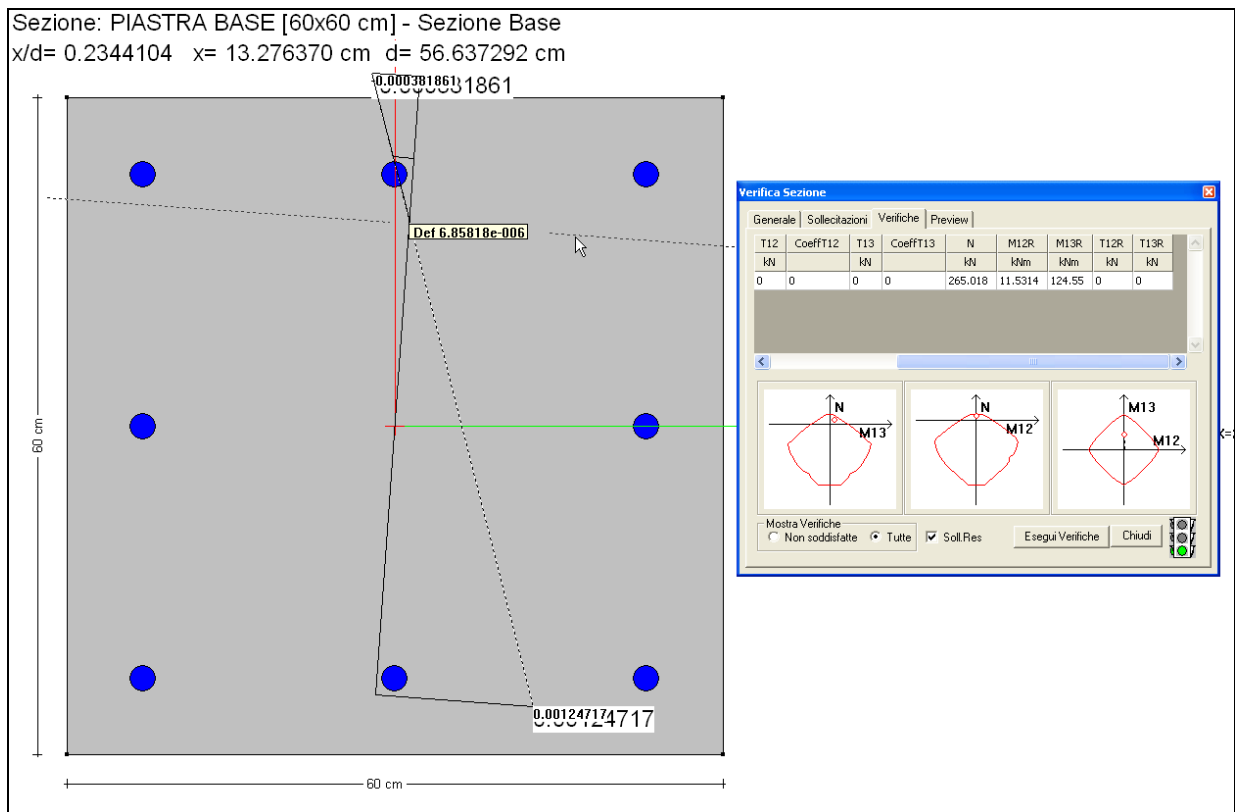 Sezione: PIASTRA BASE [60x60 cm] - Sezione Base
x/d= 0.2344104 x= 13.276370 cm d= 56.637292 cm
-0.000381861
Def 6.85818e-006
60 cm
0.00124717
60 cm
Verifica Sezione
Generale Sollecitazioni Verifiche Preview
T12 CoeffT12 T13 CoeffT13 N M12R M13R T12R T13R
kN kN kN kNm kNm kN kN
0 0 0 0 265.018 11.5314 124.55 0 0
N
M13
N
M12
M13
M12
Mostra Verifiche
Non soddisfatte Tutte Soll.Res Esegui Verifiche Chiudi